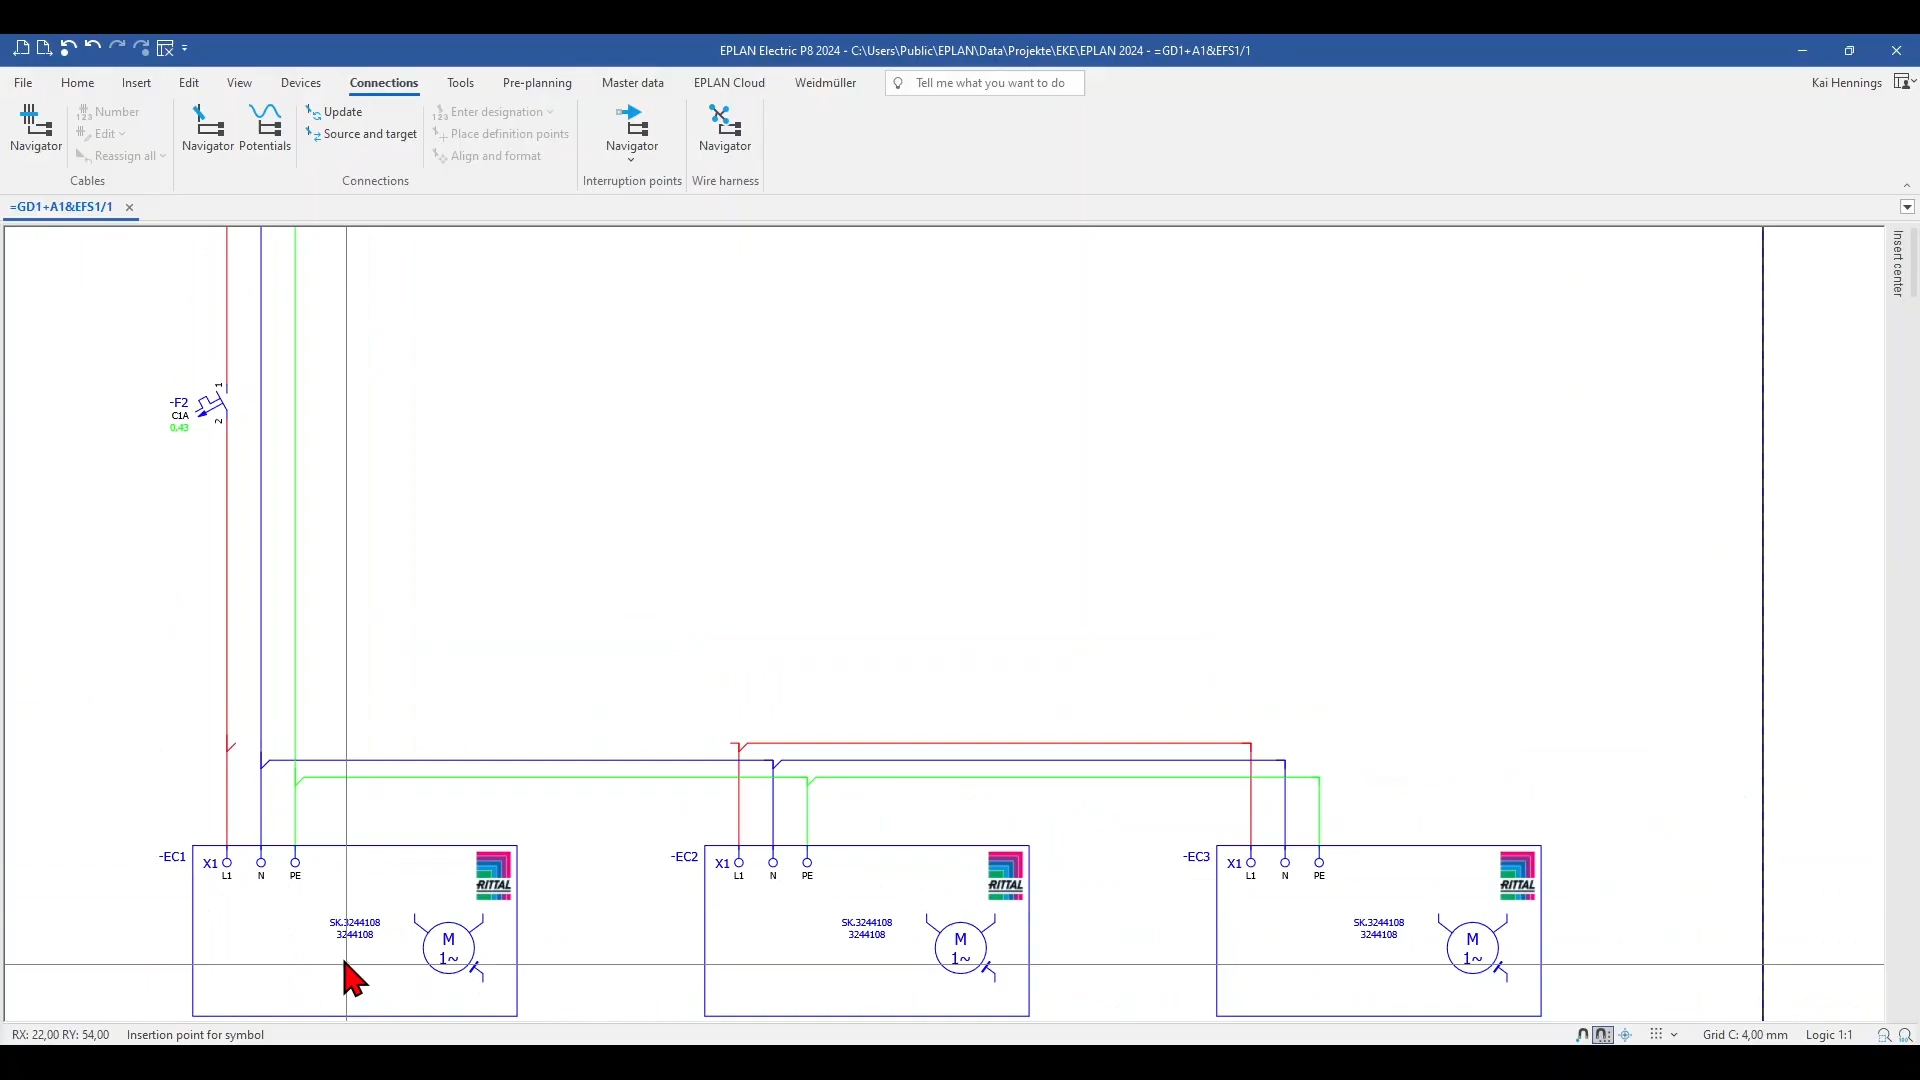 EPLAN Electric P8 2024 - C:\Users\Public\EPLAN\Data\Projekte\EKE\EPLAN 2024 - =GD1+A1&EFS1/1
File Home Insert Edit View Devices Connections Tools Pre-planning Master data EPLAN Cloud Weidmüller Tell me what you want to do Kai Hennings
Navigator
Number
Edit
Reassign all
Cables
Navigator
Potentials
Update
Source and target
Enter designation
Place definition points
Align and format
Connections
Navigator
Interruption points
Navigator
Wire harness
=GD1+A1&EFS1/1
Insert center
-F2
C1A
0,43
1
2
-EC1 X1 L1 N PE
RITTAL
SK.3244108
3244108
M
1~
-EC2 X1 L1 N PE
RITTAL
SK.3244108
3244108
M
1~
-EC3 X1 L1 N PE
RITTAL
SK.3244108
3244108
M
1~
RX: 22,00 RY: 54,00 Insertion point for symbol Grid C: 4,00 mm Logic 1:1